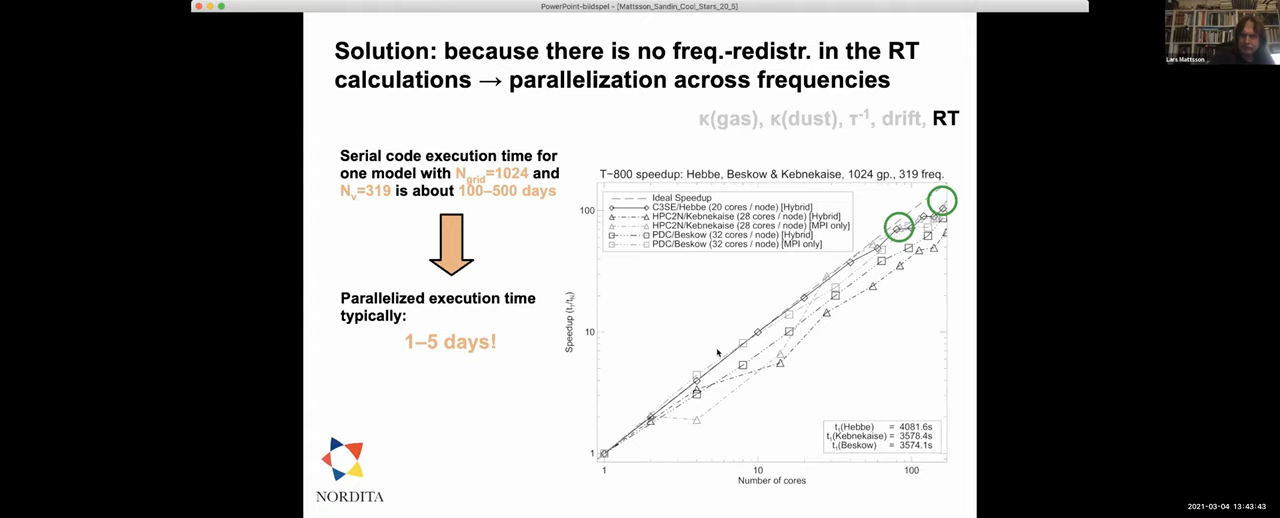 PowerPoint-bildspel - [Mattsson_Sandin_Cool_Stars_20_5]
Lars Mattsson
Solution: because there is no freq.-redistr. in the RT
calculations → parallelization across frequencies
κ(gas), κ(dust), τ⁻¹, drift, RT
Serial code execution time for
one model with Ngrid=1024 and
Nν=319 is about 100–500 days
Parallelized execution time
typically:
1–5 days!
NORDITA
T−800 speedup: Hebbe, Beskow & Kebnekaise, 1024 gp., 319 freq.
Ideal Speedup
C3SE/Hebbe (20 cores / node) [Hybrid]
HPC2N/Kebnekaise (28 cores / node) [Hybrid]
HPC2N/Kebnekaise (28 cores / node) [MPI only]
PDC/Beskow (32 cores / node) [Hybrid]
PDC/Beskow (32 cores / node) [MPI only]
100
10
1
Speedup (t₁/tₙ)
t₁(Hebbe) = 4081.6s
t₁(Kebnekaise) = 3578.4s
t₁(Beskow) = 3574.1s
1 10 100
Number of cores
2021-03-04 13:43:43